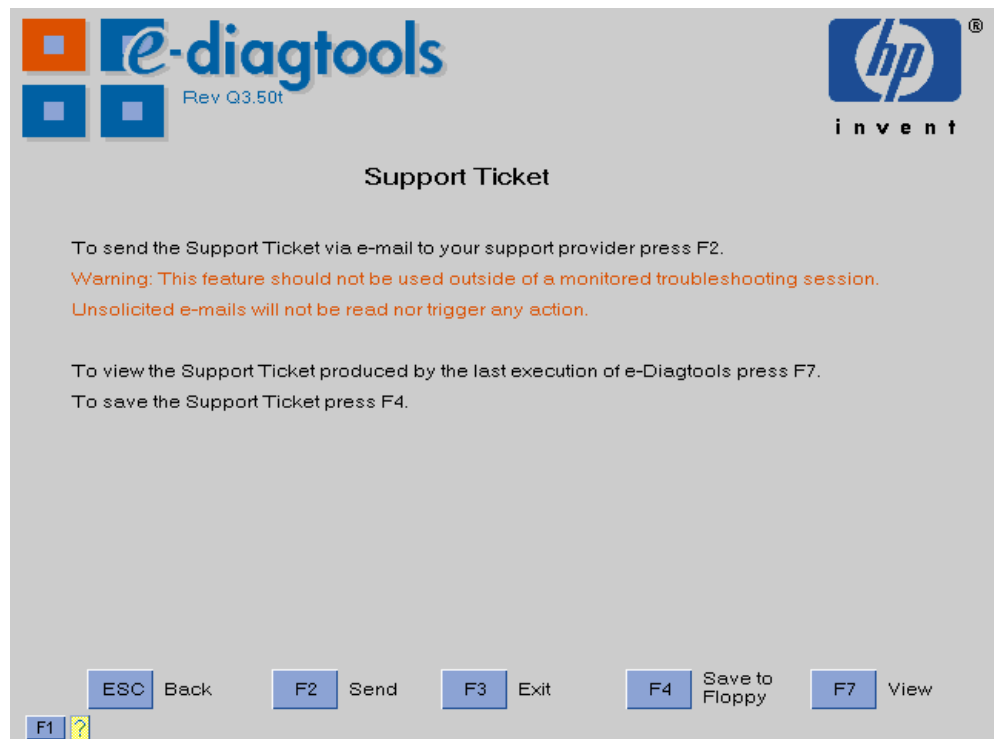 e-diagtools
Rev Q3.50t
hp
®
invent
Support Ticket
To send the Support Ticket via e-mail to your support provider press F2.
Warning: This feature should not be used outside of a monitored troubleshooting session.
Unsolicited e-mails will not be read nor trigger any action.
To view the Support Ticket produced by the last execution of e-Diagtools press F7.
To save the Support Ticket press F4.
ESC Back F2 Send F3 Exit F4 Save to Floppy F7 View
F1 ?